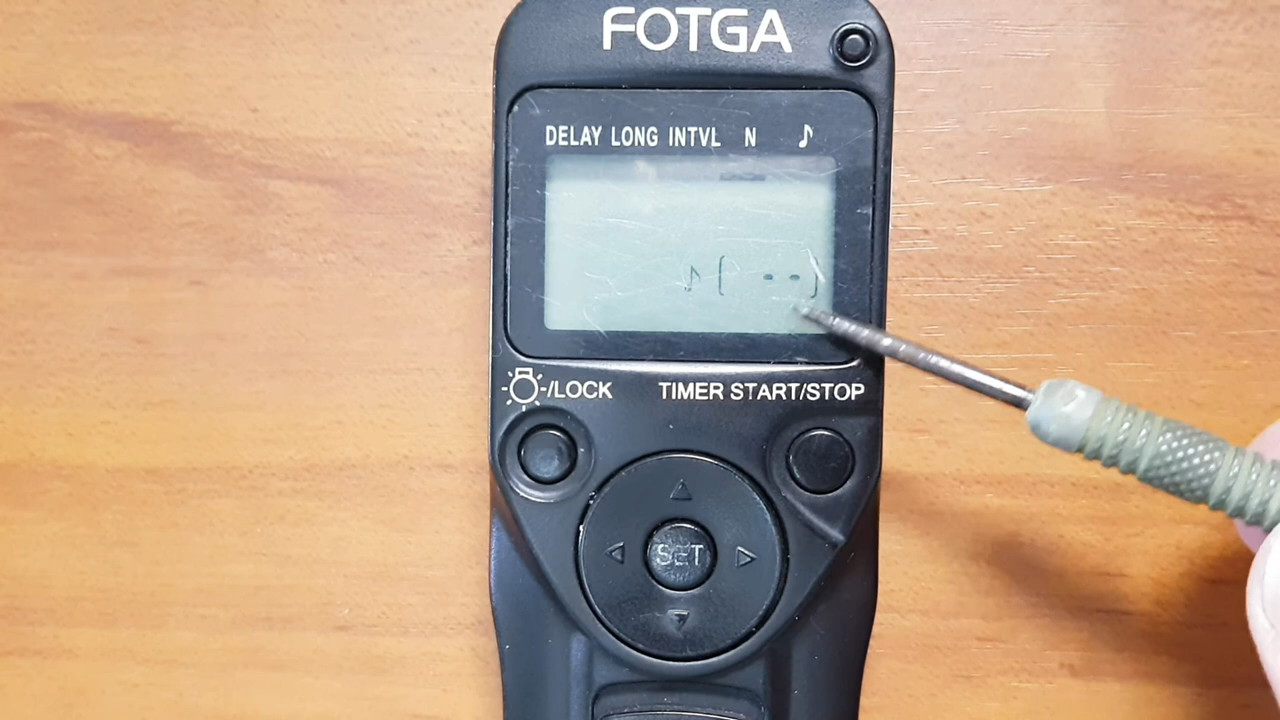 FOTGA
DELAY LONG INTVL N ♪
♪ ( -- )
-/LOCK TIMER START/STOP
SET